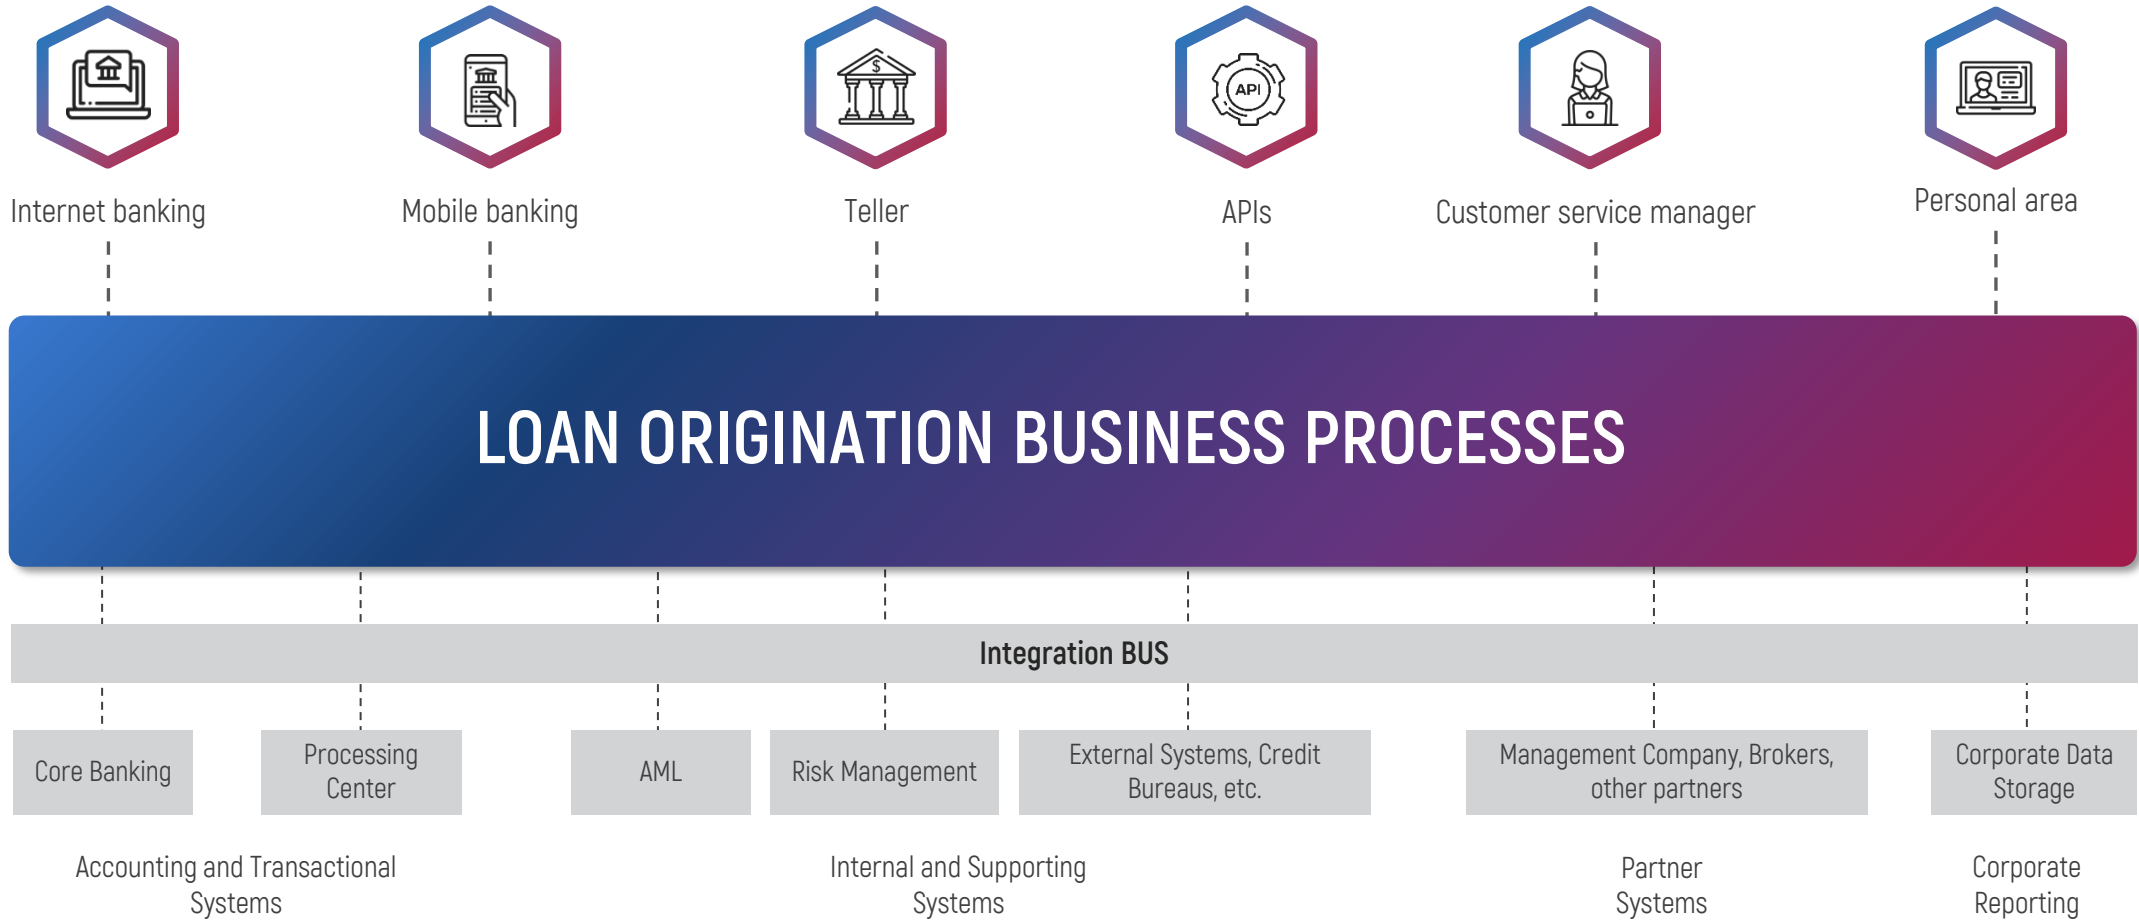 $
API
Internet banking
Mobile banking
Teller
APIs
Customer service manager
Personal area
LOAN ORIGINATION BUSINESS PROCESSES
Integration BUS
Core Banking
Processing
Center
AML
Risk Management
External Systems, Credit
Bureaus, etc.
Management Company, Brokers,
other partners
Corporate Data
Storage
Accounting and Transactional
Systems
Internal and Supporting
Systems
Partner
Systems
Corporate
Reporting